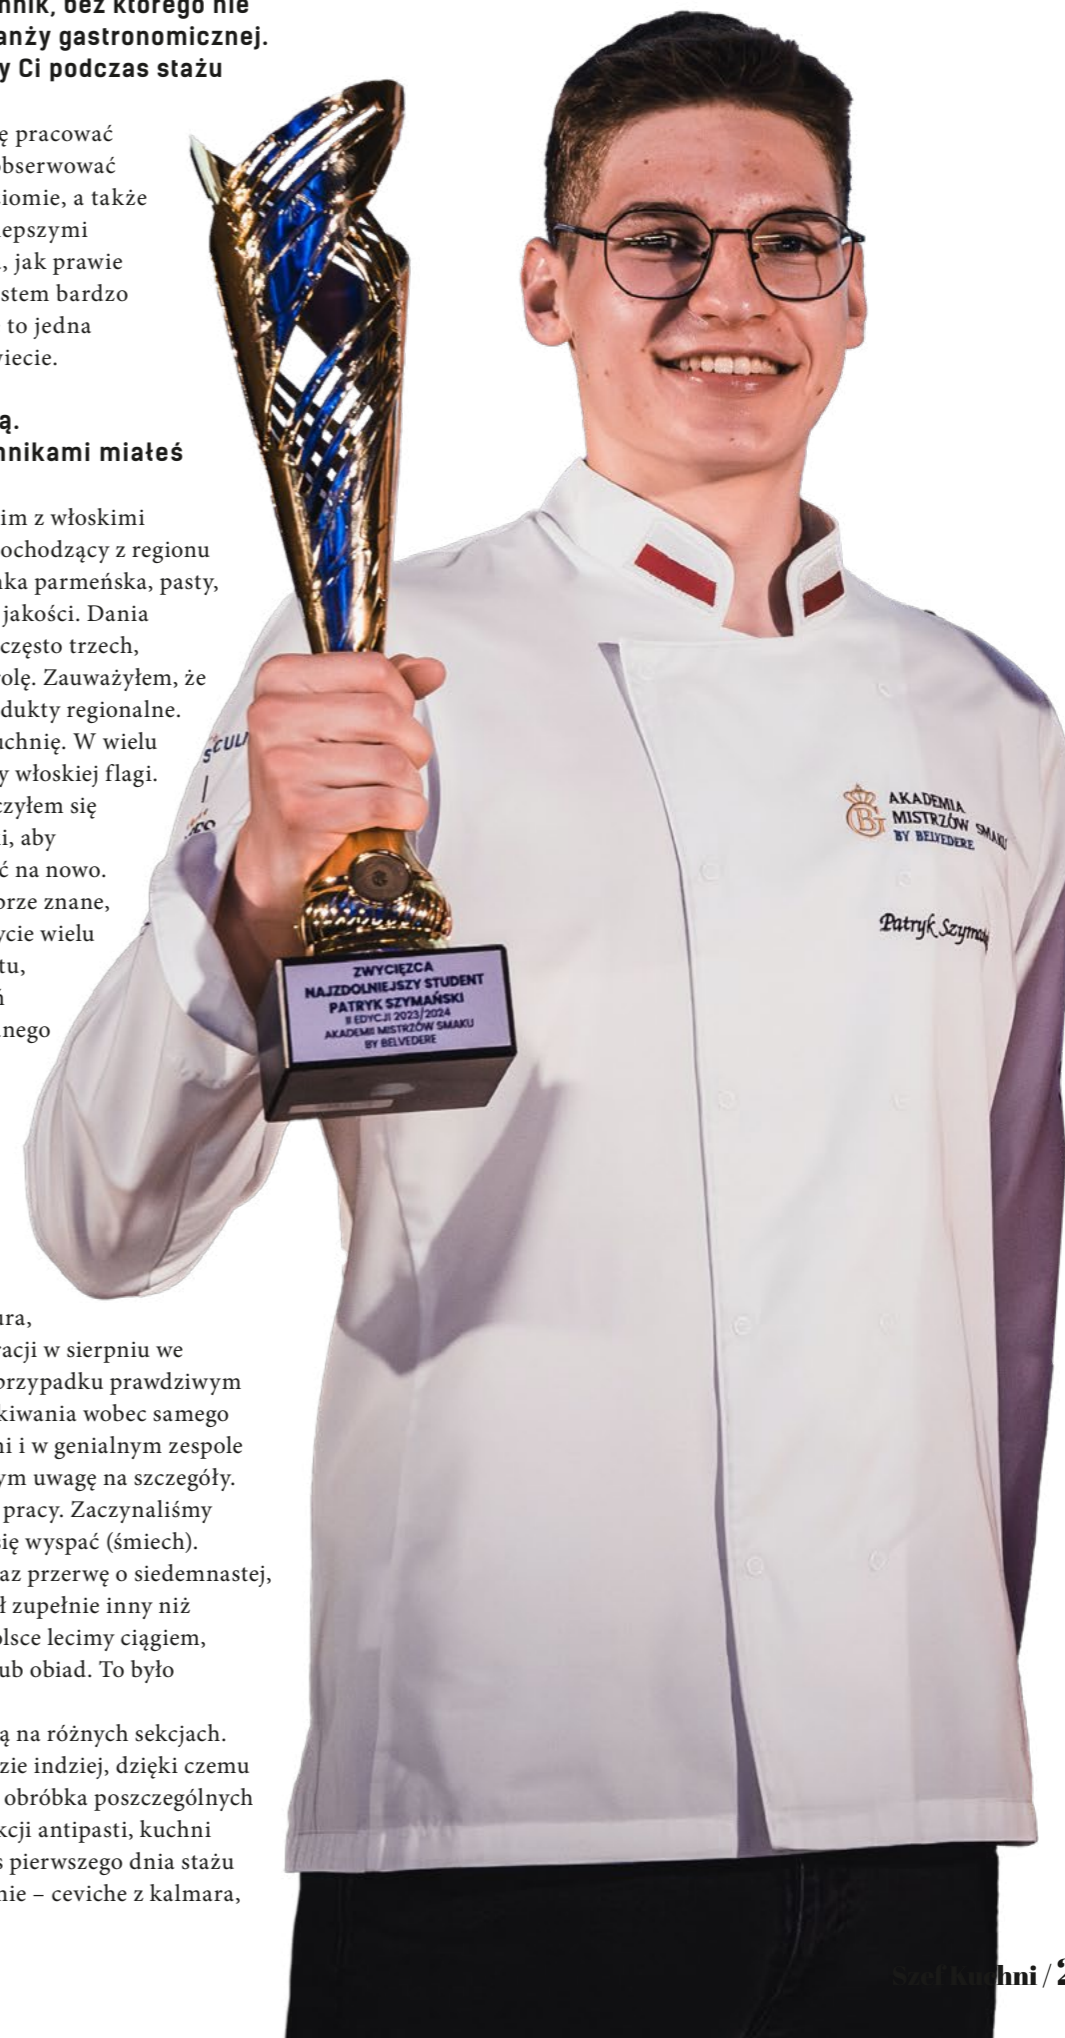 nnik, bez którego nie
anży gastronomicznej.
y Ci podczas stażu
ę pracować
obserwować
iomie, a także
lepszymi
, jak prawie
stem bardzo
to jedna
wiecie.
ą.
nnikami miałeś
im z włoskimi
ochodzący z regionu
nka parmeńska, pasty,
jakości. Dania
często trzech,
olę. Zauważyłem, że
dukty regionalne.
uchnię. W wielu
y włoskiej flagi.
czyłem się
i, aby
ć na nowo.
brze znane,
ycie wielu
tu,
ń
nego
ura,
racji w sierpniu we
przypadku prawdziwym
kiwania wobec samego
ni i w genialnym zespole
ym uwagę na szczegóły.
pracy. Zaczynaliśmy
się wyspać (śmiech).
az przerwę o siedemnastej,
ł zupełnie inny niż
olsce lecimy ciągiem,
ub obiad. To było
ą na różnych sekcjach.
zie indziej, dzięki czemu
obróbka poszczególnych
kcji antipasti, kuchni
s pierwszego dnia stażu
nie – ceviche z kalmara,
SCULI
ZWYCIĘZCA
NAJZDOLNIEJSZY STUDENT
PATRYK SZYMAŃSKI
II EDYCJI 2023/2024
AKADEMII MISTRZÓW SMAKU
BY BELVEDERE
AKADEMIA
MISTRZÓW SMAKU
BY BELVEDERE
Patryk Szymański
Szef Kuchni / 2